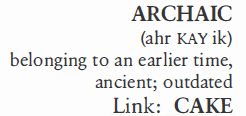 ARCHAIC
(ahr KAY ik)
belonging to an earlier time,
ancient; outdated
Link: CAKE